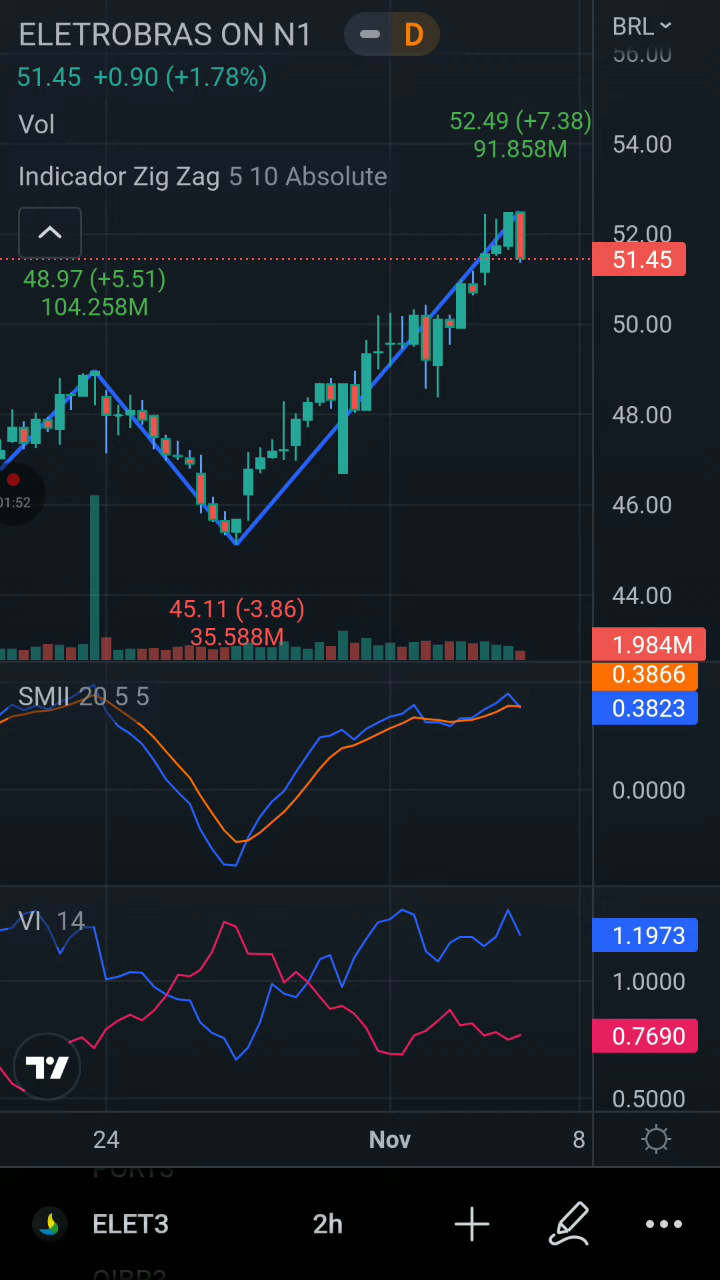 ELETROBRAS ON N1
D
BRL
56.00
51.45 +0.90 (+1.78%)
Vol
52.49 (+7.38)
91.858M
54.00
Indicador Zig Zag 5 10 Absolute
52.00
51.45
48.97 (+5.51)
104.258M
50.00
48.00
46.00
01:52
44.00
45.11 (-3.86)
35.588M
1.984M
0.3866
SMII 20 5 5
0.3823
0.0000
VI 14
1.1973
1.0000
0.7690
0.5000
24
Nov
8
PORT3
ELET3
2h
OIBR3